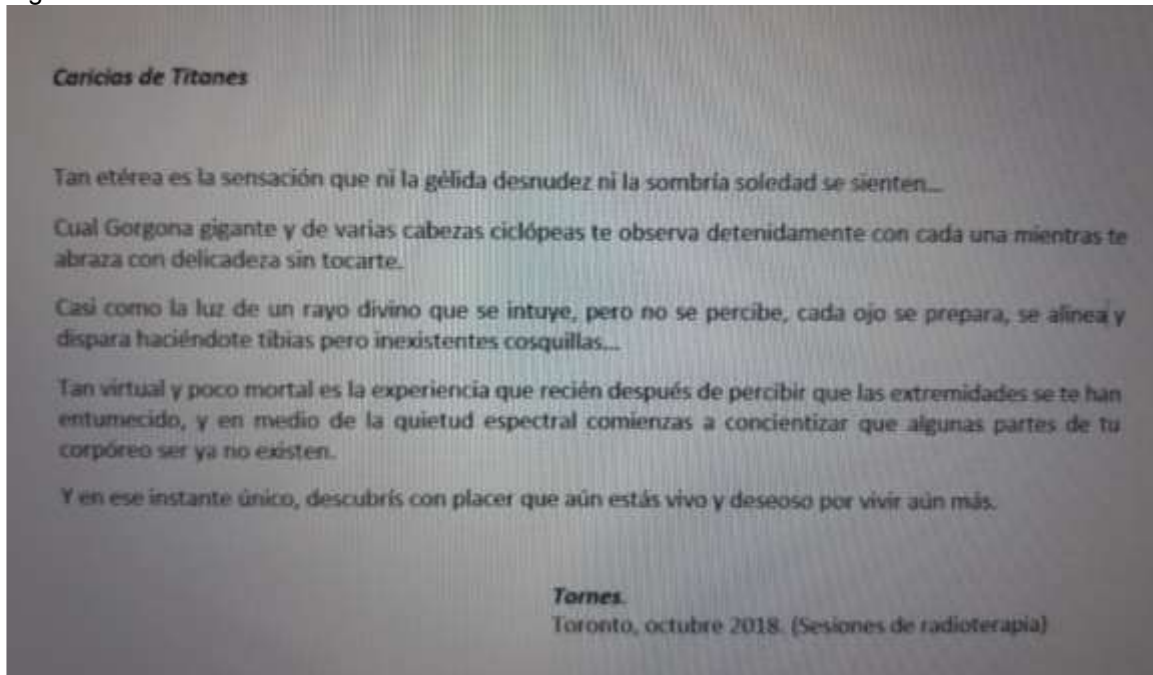 Caricias de Titanes
Tan etérea es la sensación que ni la gélida desnudez ni la sombría soledad se sienten...
Cual Gorgona gigante y de varias cabezas ciclópeas te observa detenidamente con cada una mientras te
abraza con delicadeza sin tocarte.
Casi como la luz de un rayo divino que se intuye, pero no se percibe, cada ojo se prepara, se alinea y
dispara haciéndote tibias pero inexistentes cosquillas...
Tan virtual y poco mortal es la experiencia que recién después de percibir que las extremidades se te han
entumecido, y en medio de la quietud espectral comienzas a concientizar que algunas partes de tu
corpóreo ser ya no existen.
Y en ese instante único, descubrís con placer que aún estás vivo y deseoso por vivir aún más.
Tornes.
Toronto, octubre 2018. (Sesiones de radioterapia)